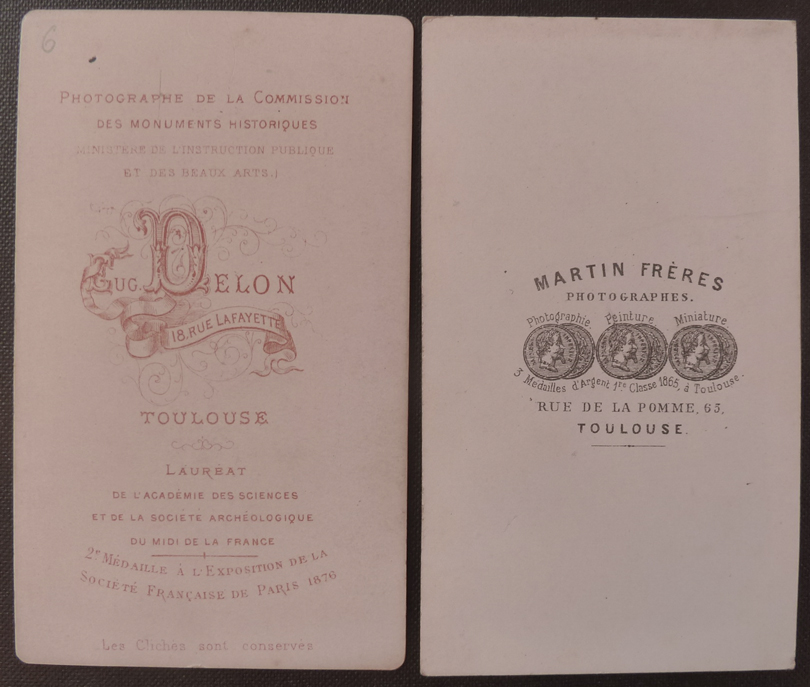 6
PHOTOGRAPHE DE LA COMMISSION
DES MONUMENTS HISTORIQUES
MINISTERE DE L'INSTRUCTION PUBLIQUE
ET DES BEAUX ARTS.)
EUG. DELON
18. RUE LAFAYETTE
TOULOUSE
LAURÉAT
DE L'ACADÉMIE DES SCIENCES
ET DE LA SOCIÉTÉ ARCHÉOLOGIQUE
DU MIDI DE LA FRANCE
2e MÉDAILLE À L'EXPOSITION DE LA
SOCIÉTÉ FRANÇAISE DE PARIS 1876
Les Clichés sont conservés
MARTIN FRÈRES
PHOTOGRAPHES.
Photographie. Peinture. Miniature
3 Médailles d'Argent 1re Classe 1865, à Toulouse.
RUE DE LA POMME, 65,
TOULOUSE.